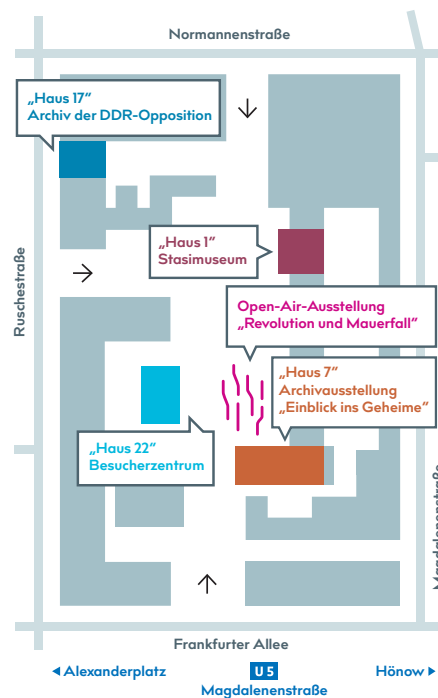 Normannenstraße
„Haus 17“
Archiv der DDR-Opposition
„Haus 1“
Stasimuseum
Ruschestraße
Open-Air-Ausstellung
„Revolution und Mauerfall“
„Haus 7“
Archivausstellung
„Einblick ins Geheime“
„Haus 22“
Besucherzentrum
Magdalenenstraße
Frankfurter Allee
Alexanderplatz
U5
Hönow
Magdalenenstraße